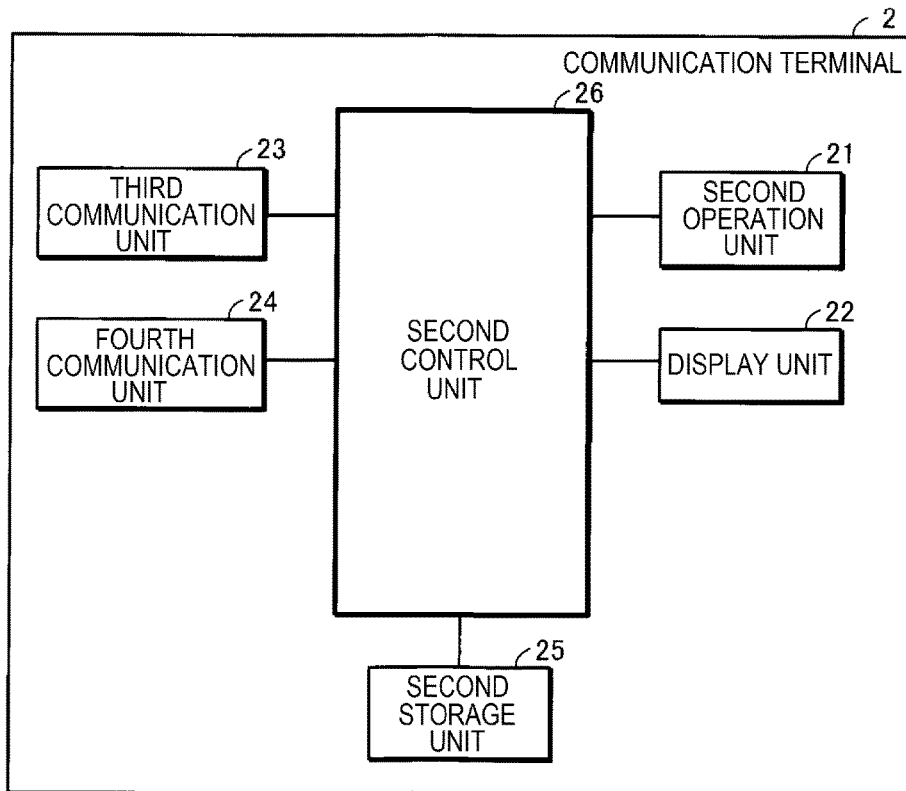 2
COMMUNICATION TERMINAL
26
23
THIRD
COMMUNICATION
UNIT
21
SECOND
OPERATION
UNIT
24
FOURTH
COMMUNICATION
UNIT
SECOND
CONTROL
UNIT
22
DISPLAY UNIT
25
SECOND
STORAGE
UNIT